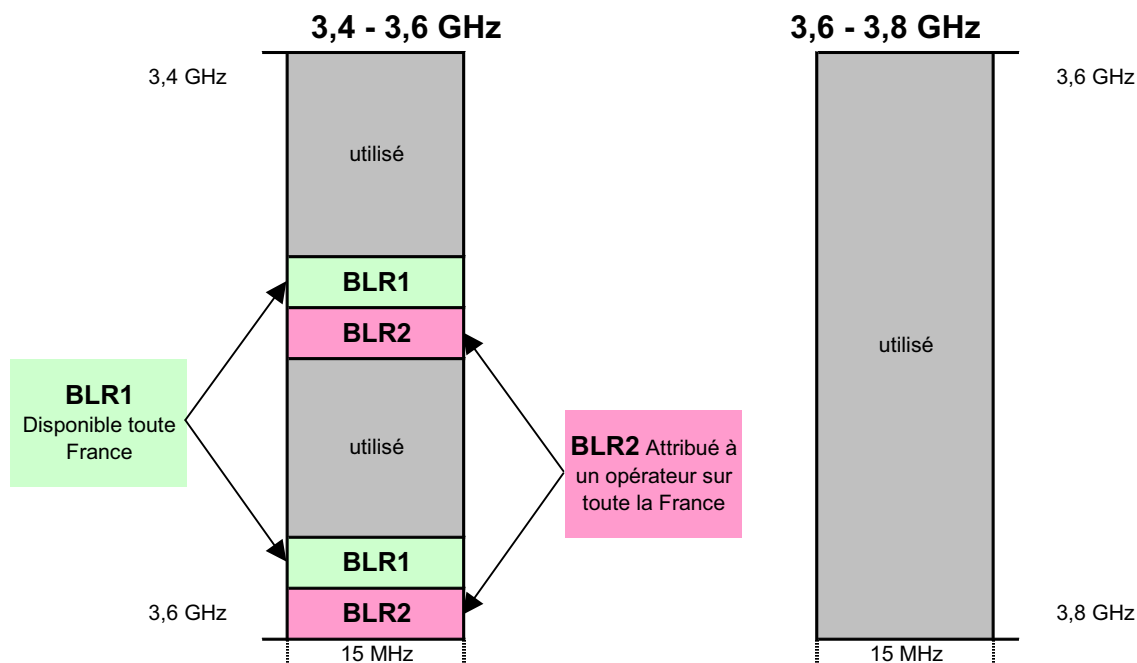 3,4 - 3,6 GHz
3,6 - 3,8 GHz
3,4 GHz
3,6 GHz
utilisé
BLR1
BLR2
utilisé
BLR1
Disponible toute
France
utilisé
BLR2 Attribué à
un opérateur sur
toute la France
BLR1
BLR2
3,6 GHz
3,8 GHz
15 MHz
15 MHz